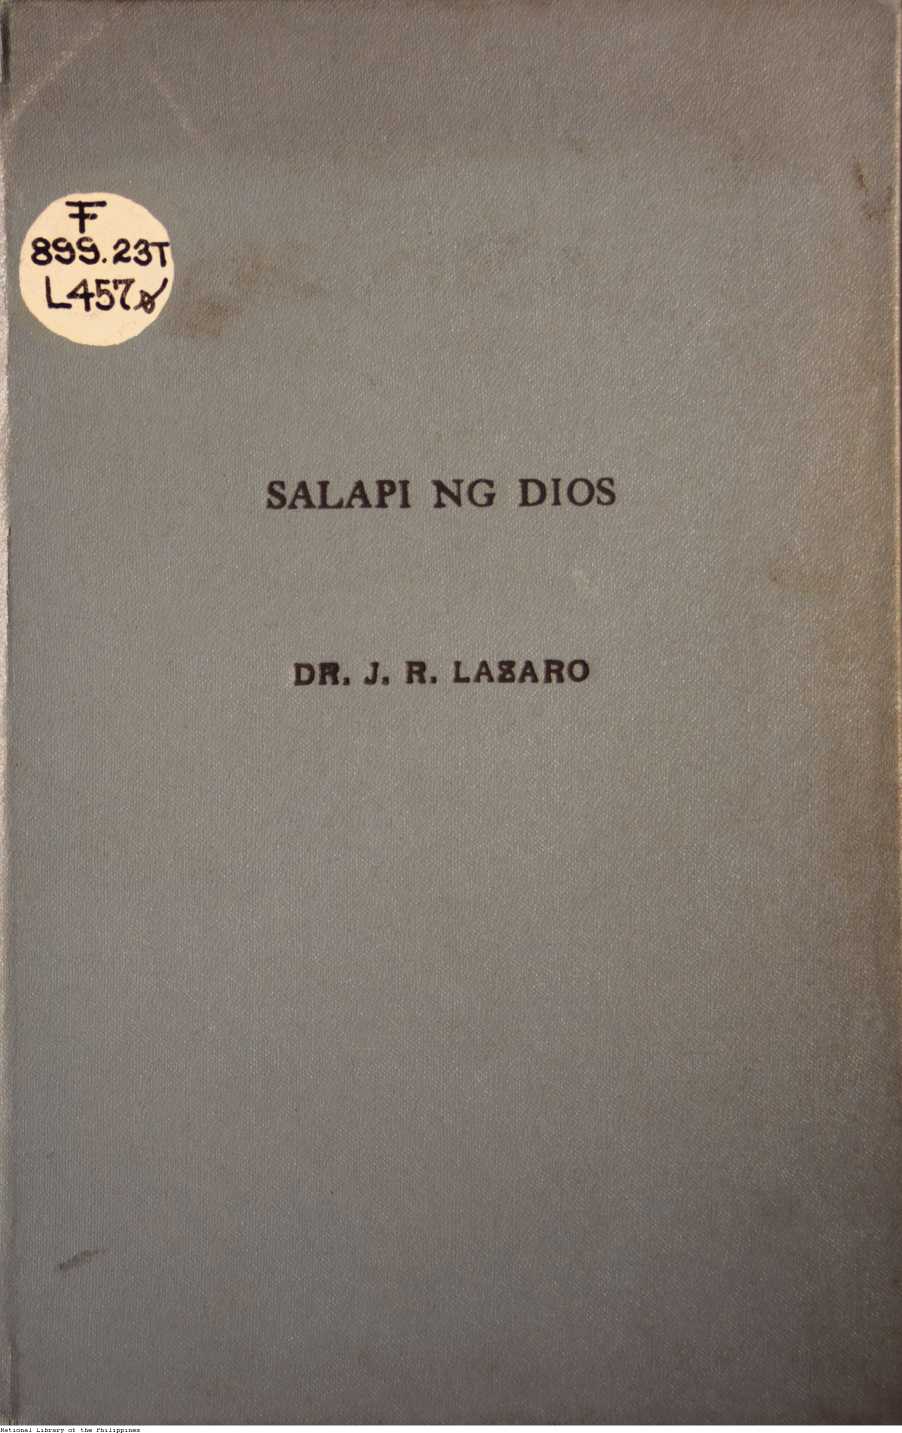 F
899.23T
L457
SALAPI NG DIOS
DR. J. R. LAZARO
National Library of the Philippines